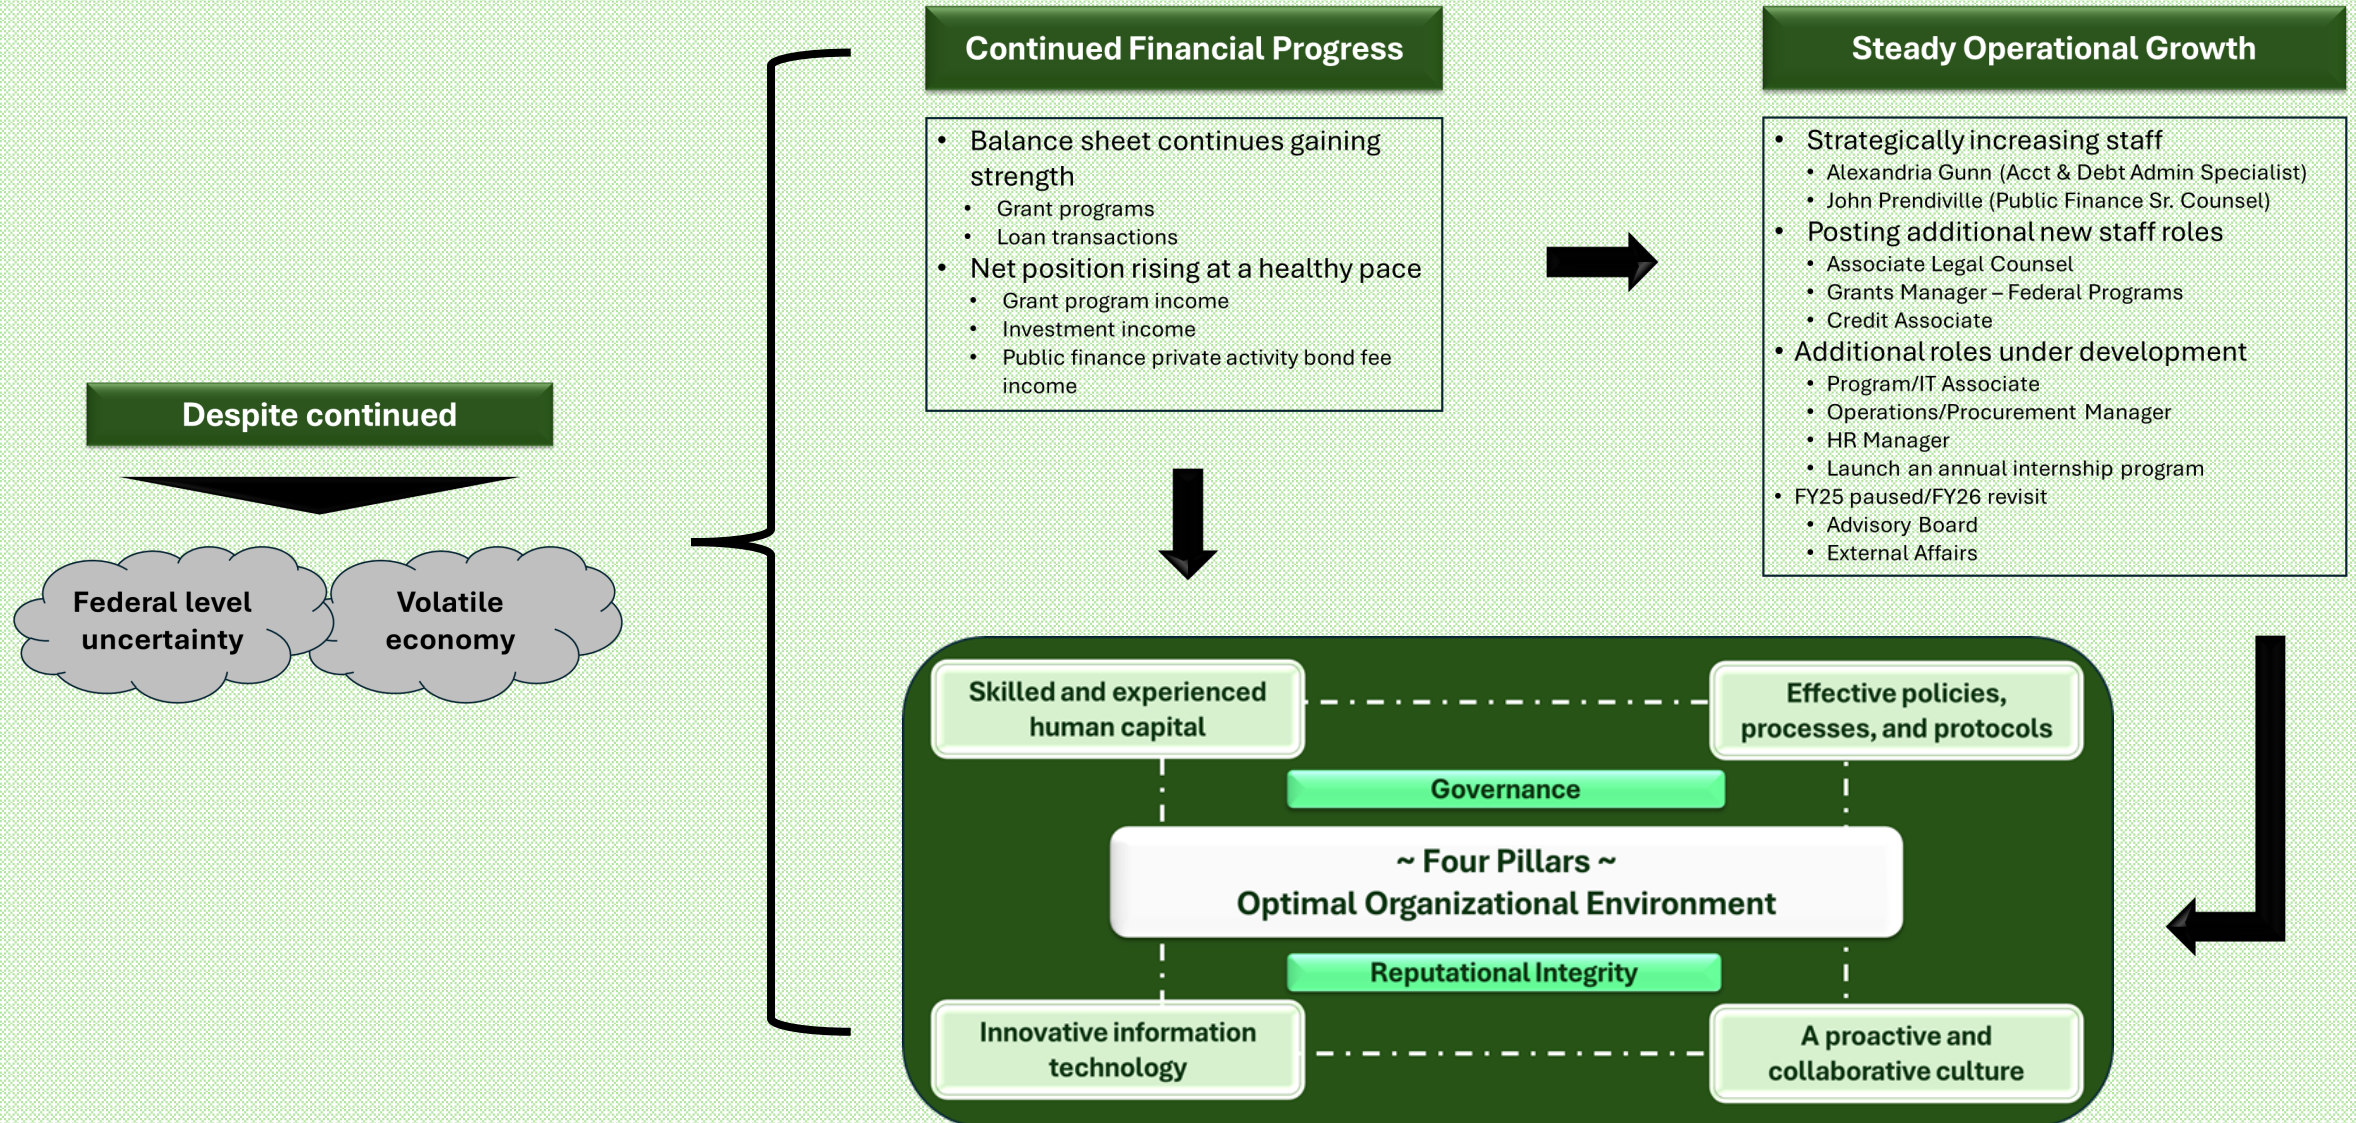 Despite continued
Federal level
uncertainty
Volatile
economy
Continued Financial Progress
• Balance sheet continues gaining
strength
• Grant programs
• Loan transactions
• Net position rising at a healthy pace
• Grant program income
• Investment income
• Public finance private activity bond fee
income
Steady Operational Growth
• Strategically increasing staff
• Alexandria Gunn (Acct & Debt Admin Specialist)
• John Prendiville (Public Finance Sr. Counsel)
• Posting additional new staff roles
• Associate Legal Counsel
• Grants Manager – Federal Programs
• Credit Associate
• Additional roles under development
• Program/IT Associate
• Operations/Procurement Manager
• HR Manager
• Launch an annual internship program
• FY25 paused/FY26 revisit
• Advisory Board
• External Affairs
Skilled and experienced
human capital
Effective policies,
processes, and protocols
Governance
~ Four Pillars ~
Optimal Organizational Environment
Reputational Integrity
Innovative information
technology
A proactive and
collaborative culture